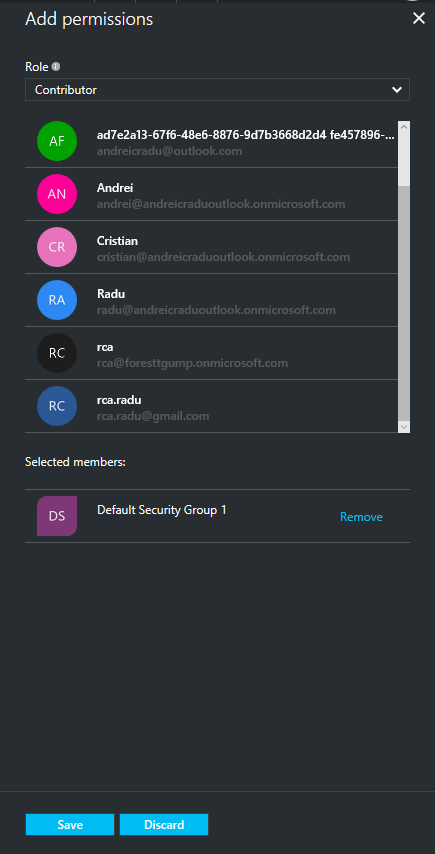 Add permissions
Role
Contributor
AF
ad7e2a13-67f6-48e6-8876-9d7b3668d2d4 fe457896-...
andreicradu@outlook.com
AN
Andrei
andrei@andreicraduoutlook.onmicrosoft.com
CR
Cristian
cristian@andreicraduoutlook.onmicrosoft.com
RA
Radu
radu@andreicraduoutlook.onmicrosoft.com
RC
rca
rca@foresttgump.onmicrosoft.com
RC
rca.radu
rca.radu@gmail.com
Selected members:
DS
Default Security Group 1
Remove
Save
Discard